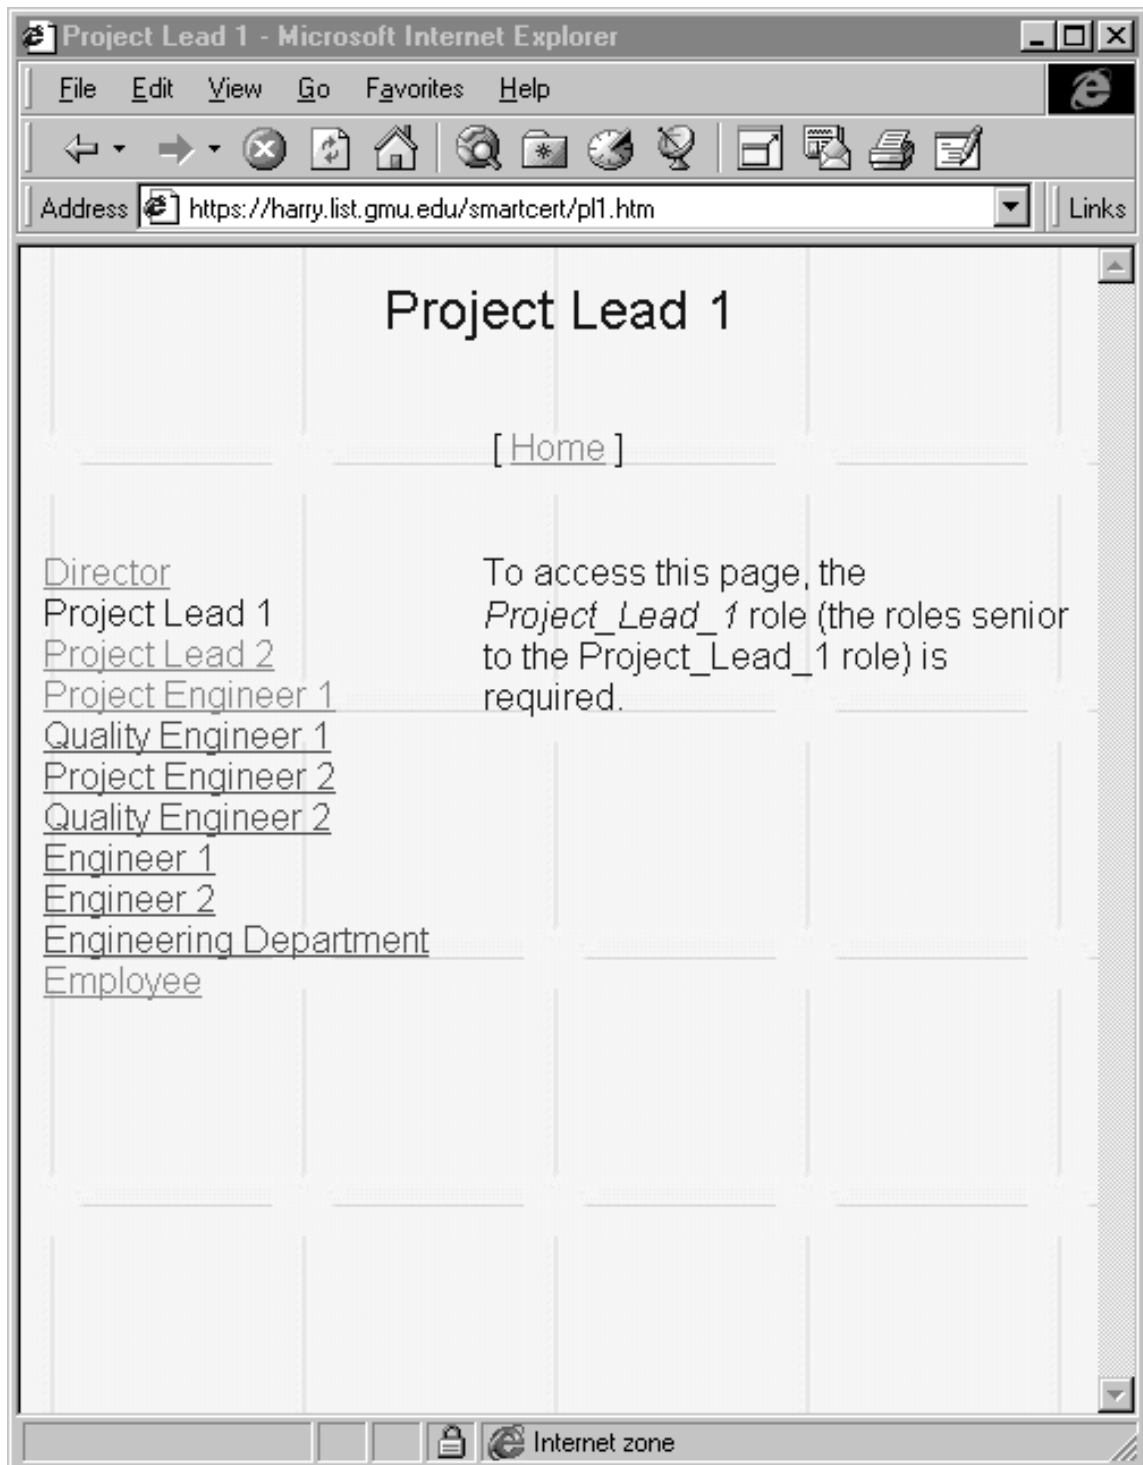 Project Lead 1 - Microsoft Internet Explorer
File Edit View Go Favorites Help
Address https://harry.list.gmu.edu/smartcert/pl1.htm Links
Project Lead 1
[ Home ]
Director
Project Lead 1
Project Lead 2
Project Engineer 1
Quality Engineer 1
Project Engineer 2
Quality Engineer 2
Engineer 1
Engineer 2
Engineering Department
Employee
To access this page, the
Project_Lead_1 role (the roles senior
to the Project_Lead_1 role) is
required.
Internet zone